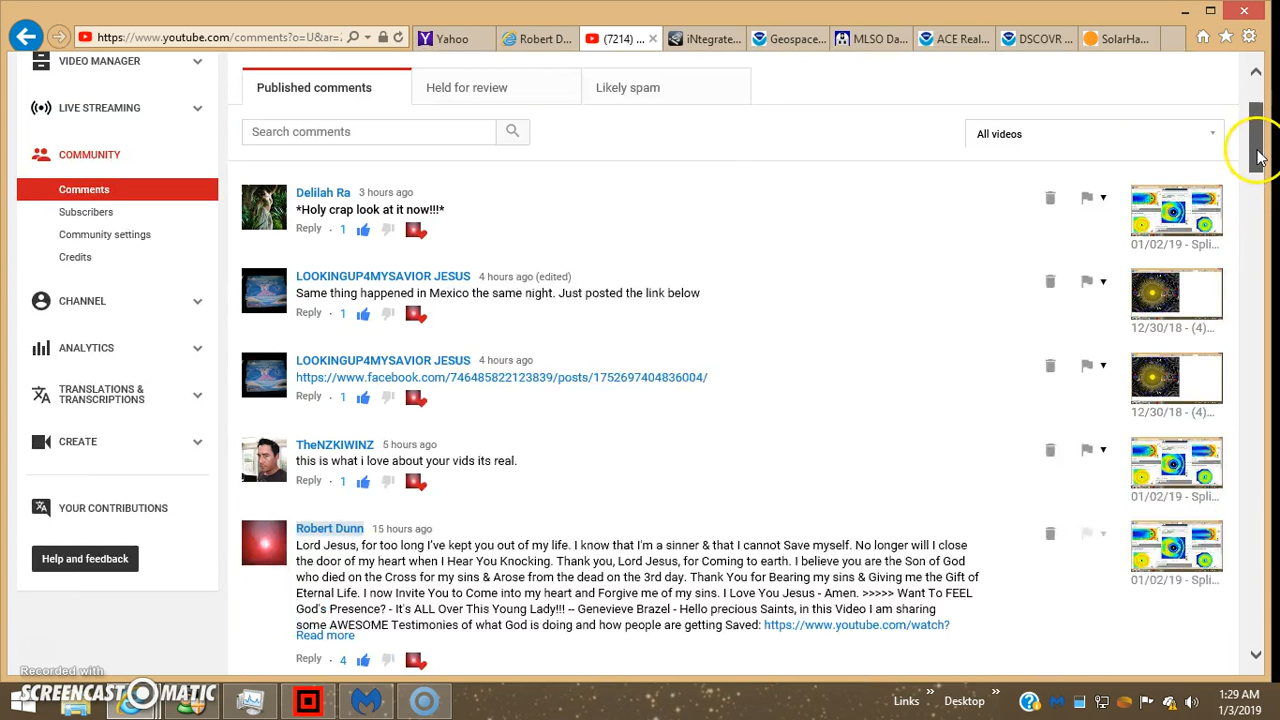 https://www.youtube.com/comments?o=U&ar=
Yahoo
Robert D...
(7214) ...
iNtegrate...
Geospace...
MLSO Da...
ACE Real...
DSCOVR ...
SolarHa...
VIDEO MANAGER
LIVE STREAMING
COMMUNITY
Comments
Subscribers
Community settings
Credits
CHANNEL
ANALYTICS
TRANSLATIONS &
TRANSCRIPTIONS
CREATE
YOUR CONTRIBUTIONS
Help and feedback
Published comments
Held for review
Likely spam
Search comments
All videos
Delilah Ra 3 hours ago
*Holy crap look at it now!!!*
Reply · 1
01/02/19 - Spli...
LOOKINGUP4MYSAVIOR JESUS 4 hours ago (edited)
Same thing happened in Mexico the same night. Just posted the link below
Reply · 1
12/30/18 - (4)...
LOOKINGUP4MYSAVIOR JESUS 4 hours ago
https://www.facebook.com/746485822123839/posts/1752697404836004/
Reply · 1
12/30/18 - (4)...
TheNZKIWINZ 5 hours ago
this is what i love about your vids its real.
Reply · 1
01/02/19 - Spli...
Robert Dunn 15 hours ago
Lord Jesus, for too long I've kept you out of my life. I know that I'm a sinner & that I cannot Save myself. No longer will I close
the door of my heart when I Hear You Knocking. Thank you, Lord Jesus, for Coming to earth. I believe you are the Son of God
who died on the Cross for my sins & Arose from the dead on the 3rd day. Thank You for Bearing my sins & Giving me the Gift of
Eternal Life. I now Invite You to Come into my heart and Forgive me of my sins. I Love You Jesus - Amen. >>>>> Want To FEEL
God's Presence? - It's ALL Over This Young Lady!!! -- Genevieve Brazel - Hello precious Saints, in this Video I am sharing
some AWESOME Testimonies of what God is doing and how people are getting Saved: https://www.youtube.com/watch?
Read more
Reply · 4
01/02/19 - Spli...
Recorded with
SCREENCAST MATIC
Links »
Desktop »
1:29 AM
1/3/2019